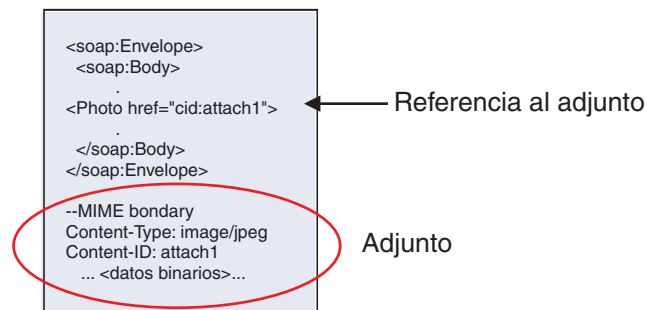 <soap:Envelope>
<soap:Body>
.
<Photo href="cid:attach1">
Referencia al adjunto
.
</soap:Body>
</soap:Envelope>
--MIME bondary
Content-Type: image/jpeg
Content-ID: attach1
... <datos binarios>...
Adjunto